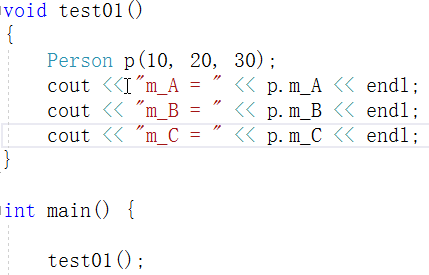 void test01()
{
Person p(10, 20, 30);
cout << "m_A = " << p.m_A << endl;
cout << "m_B = " << p.m_B << endl;
cout << "m_C = " << p.m_C << endl;
}
int main() {
test01();